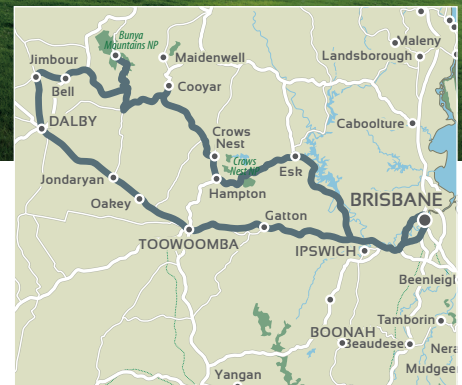 Bunya
Mountains NP
Maleny
Jimbour
Maidenwell
Landsborough
Bell
Cooyar
Caboolture
DALBY
Crows
Nest
Crows
Nest NP
Esk
Jondaryan
Hampton
Oakey
BRISBANE
Gatton
TOOWOOMBA
IPSWICH
Beenleig
Tamborin
BOONAH
Beaudese
Nera
Mudgee
Yangan